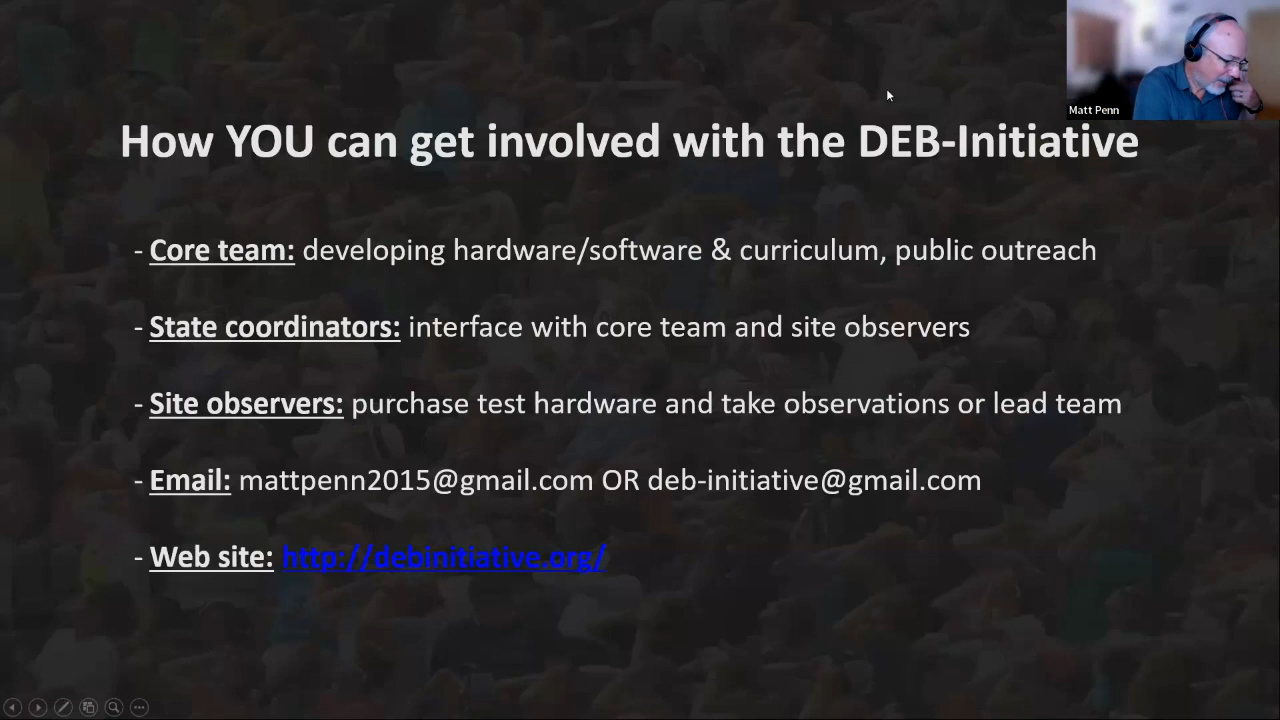 Matt Penn
How YOU can get involved with the DEB-Initiative
- Core team: developing hardware/software & curriculum, public outreach
- State coordinators: interface with core team and site observers
- Site observers: purchase test hardware and take observations or lead team
- Email: mattpenn2015@gmail.com OR deb-initiative@gmail.com
- Web site: http://debinitiative.org/